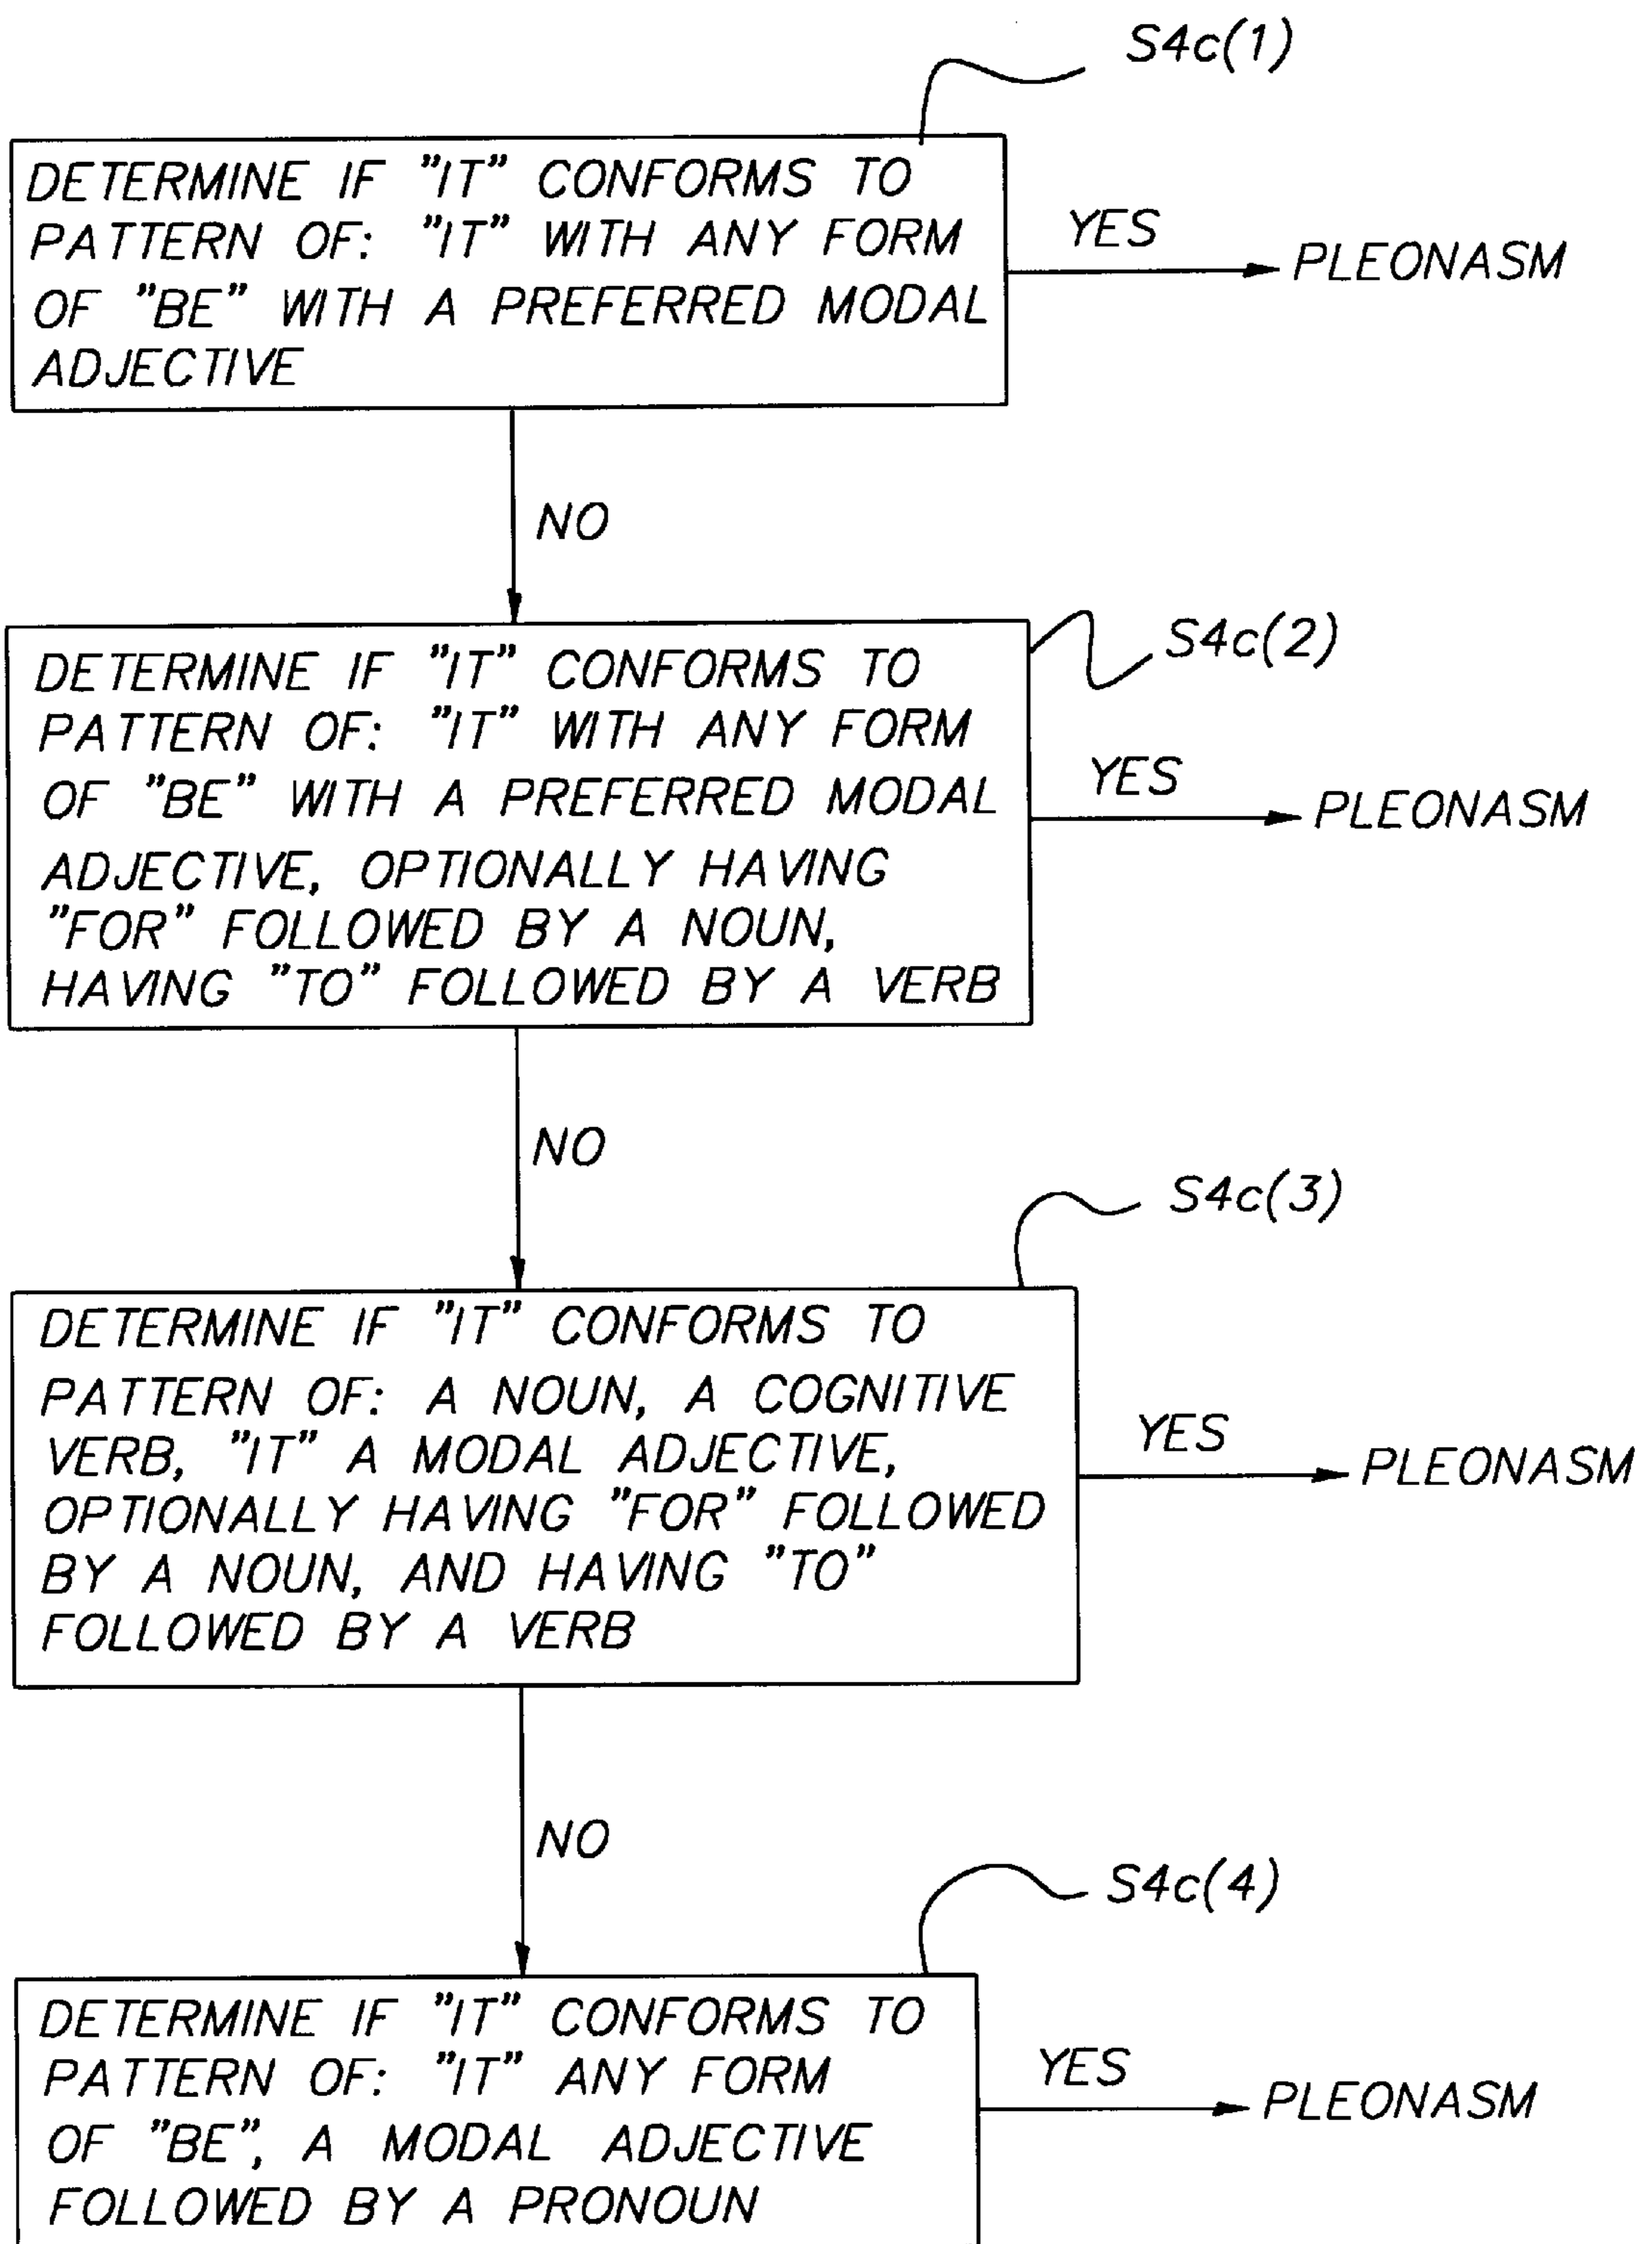 S4c(1)
DETERMINE IF "IT" CONFORMS TO
PATTERN OF: "IT" WITH ANY FORM
OF "BE" WITH A PREFERRED MODAL
ADJECTIVE
YES
PLEONASM
NO
S4c(2)
DETERMINE IF "IT" CONFORMS TO
PATTERN OF: "IT" WITH ANY FORM
OF "BE" WITH A PREFERRED MODAL
ADJECTIVE, OPTIONALLY HAVING
"FOR" FOLLOWED BY A NOUN,
HAVING "TO" FOLLOWED BY A VERB
YES
PLEONASM
NO
S4c(3)
DETERMINE IF "IT" CONFORMS TO
PATTERN OF: A NOUN, A COGNITIVE
VERB, "IT" A MODAL ADJECTIVE,
OPTIONALLY HAVING "FOR" FOLLOWED
BY A NOUN, AND HAVING "TO"
FOLLOWED BY A VERB
YES
PLEONASM
NO
S4c(4)
DETERMINE IF "IT" CONFORMS TO
PATTERN OF: "IT" ANY FORM
OF "BE", A MODAL ADJECTIVE
FOLLOWED BY A PRONOUN
YES
PLEONASM